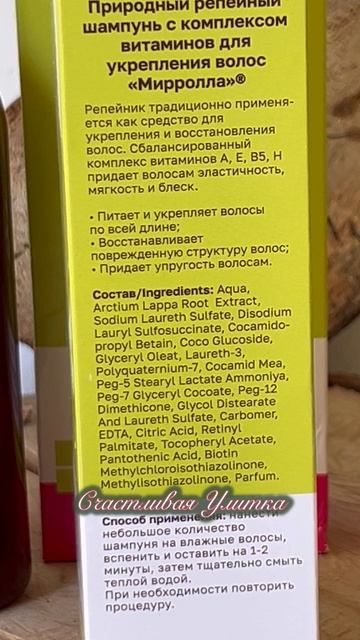 Природный репейный
шампунь с комплексом
витаминов для
укрепления волос
«Мирролла»®
Репейник традиционно применя-
ется как средство для
укрепления и восстановления
волос. Сбалансированный
комплекс витаминов А, Е, В5, Н
придает волосам эластичность,
мягкость и блеск.
• Питает и укрепляет волосы
по всей длине;
• Восстанавливает
поврежденную структуру волос;
• Придает упругость волосам.
Состав/Ingredients: Aqua,
Arctium Lappa Root Extract,
Sodium Laureth Sulfate, Disodium
Lauryl Sulfosuccinate, Cocamido-
propyl Betain, Coco Glucoside,
Glyceryl Oleat, Laureth-3,
Polyquaternium-7, Cocamid Mea,
Peg-5 Stearyl Lactate Ammoniya,
Peg-7 Glyceryl Cocoate, Peg-12
Dimethicone, Glycol Distearate
And Laureth Sulfate, Carbomer,
EDTA, Citric Acid, Retinyl
Palmitate, Tocopheryl Acetate,
Pantothenic Acid, Biotin
Methylchloroisothiazolinone,
Methylisothiazolinone, Parfum.
Счастливая Улитка
Способ применения: нанести
небольшое количество
шампуня на влажные волосы,
вспенить и оставить на 1-2
минуты, затем тщательно смыть
теплой водой.
При необходимости повторить
процедуру.